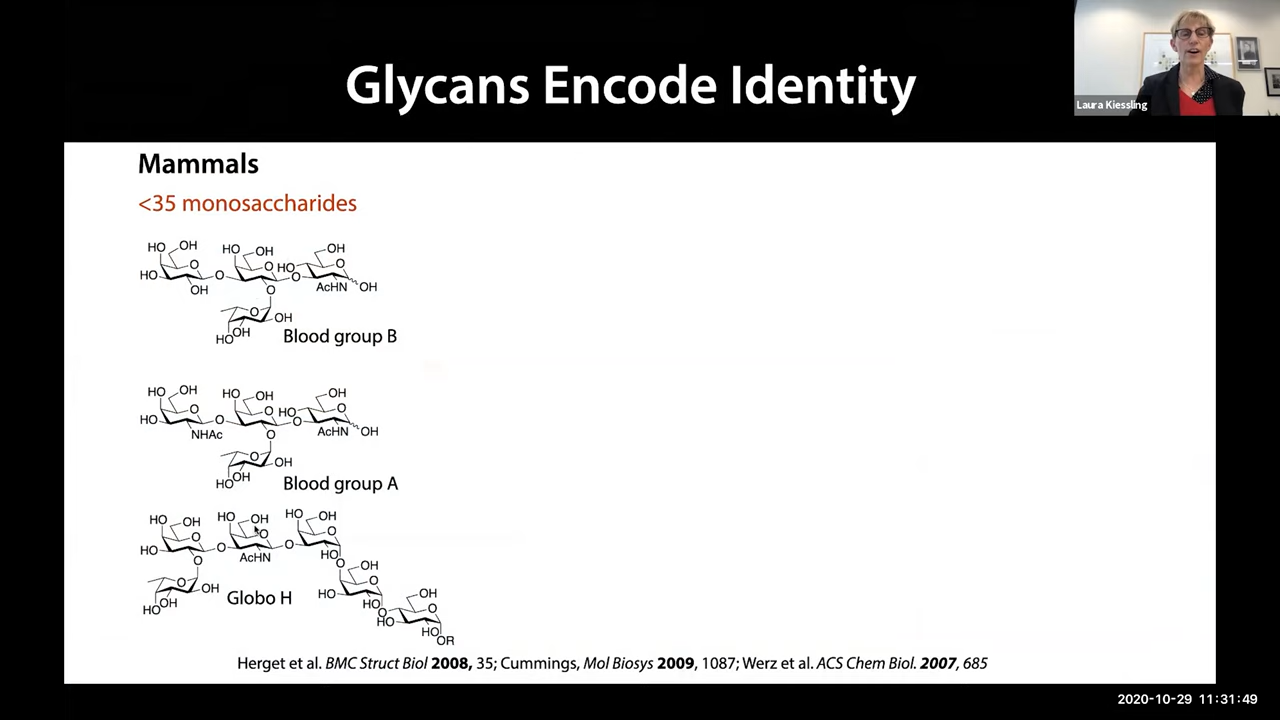 Glycans Encode Identity
Laura Kiessling
Mammals
<35 monosaccharides
HO OH HO OH OH
HO O O O HO O O
OH O AcHN OH
O OH
HO OH
Blood group B
HO OH HO OH OH
HO O O O HO O O
NHAc O AcHN OH
O OH
HO OH
Blood group A
HO OH HO OH HO OH
HO O O O O O
O AcHN HO O OH
O OH HO O OH
HO OH HO O O
HO HO OR
Globo H
Herget et al. BMC Struct Biol 2008, 35; Cummings, Mol Biosys 2009, 1087; Werz et al. ACS Chem Biol. 2007, 685
2020-10-29 11:31:49